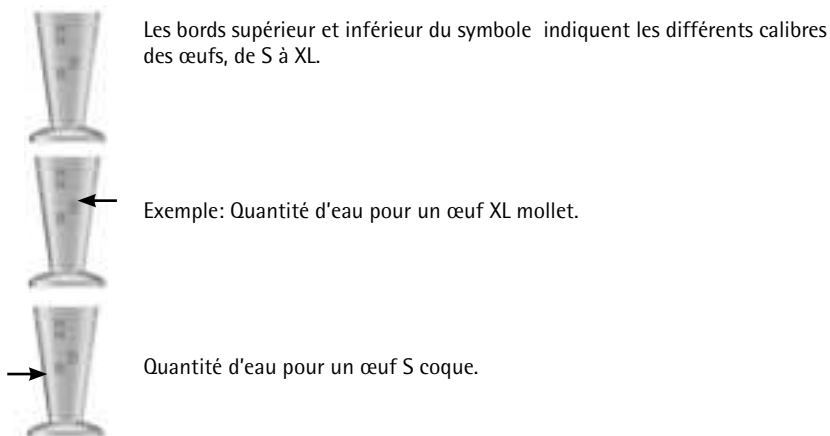 Les bords supérieur et inférieur du symbole indiquent les différents calibres
des œufs, de S à XL.
Exemple: Quantité d'eau pour un œuf XL mollet.
Quantité d'eau pour un œuf S coque.